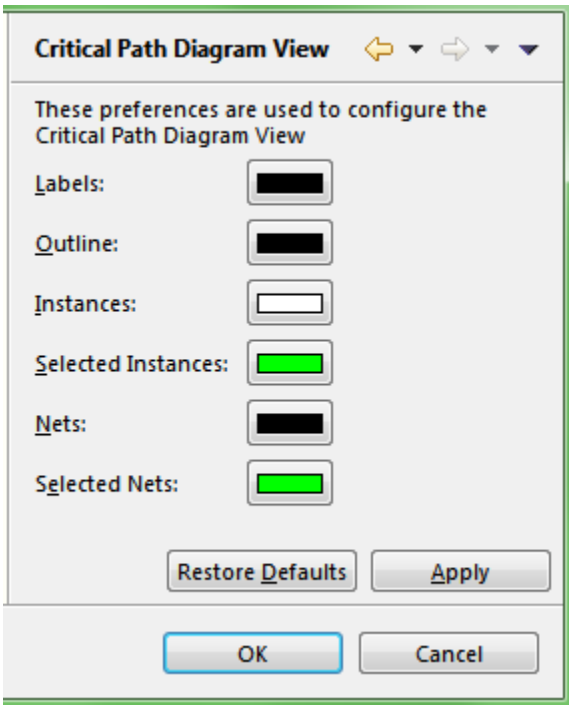 Critical Path Diagram View
These preferences are used to configure the
Critical Path Diagram View
Labels:
Outline:
Instances:
Selected Instances:
Nets:
Selected Nets:
Restore Defaults Apply
OK Cancel